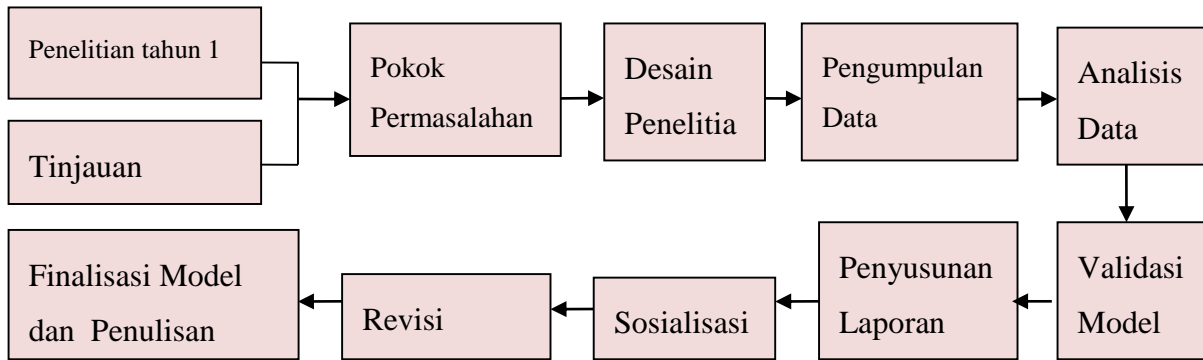 Penelitian tahun 1
Tinjauan
Pokok
Permasalahan
Desain
Penelitia
Pengumpulan
Data
Analisis
Data
Validasi
Model
Penyusunan
Laporan
Sosialisasi
Revisi
Finalisasi Model
dan Penulisan